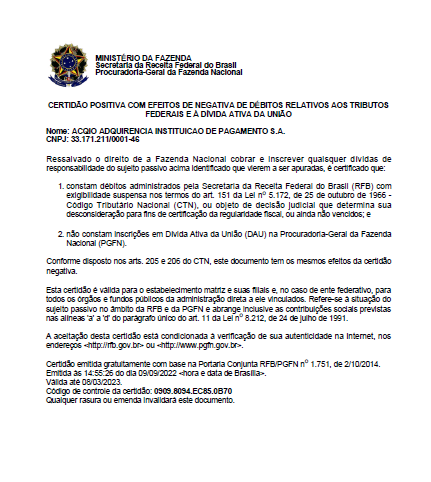 MINISTÉRIO DA FAZENDA
Secretaria da Receita Federal do Brasil
Procuradoria-Geral da Fazenda Nacional
CERTIDÃO POSITIVA COM EFEITOS DE NEGATIVA DE DÉBITOS RELATIVOS AOS TRIBUTOS
FEDERAIS E À DÍVIDA ATIVA DA UNIÃO
Nome: ACQIO ADQUIRENCIA INSTITUICAO DE PAGAMENTO S.A.
CNPJ: 33.171.211/0001-46
Ressalvado o direito de a Fazenda Nacional cobrar e inscrever quaisquer dívidas de
responsabilidade do sujeito passivo acima identificado que vierem a ser apuradas, é certificado que:
1. constam débitos administrados pela Secretaria da Receita Federal do Brasil (RFB) com
exigibilidade suspensa nos termos do art. 151 da Lei nº 5.172, de 25 de outubro de 1966 -
Código Tributário Nacional (CTN), ou objeto de decisão judicial que determina sua
desconsideração para fins de certificação da regularidade fiscal, ou ainda não vencidos; e
2. não constam inscrições em Dívida Ativa da União (DAU) na Procuradoria-Geral da Fazenda
Nacional (PGFN).
Conforme disposto nos arts. 205 e 206 do CTN, este documento tem os mesmos efeitos da certidão
negativa.
Esta certidão é válida para o estabelecimento matriz e suas filiais e, no caso de ente federativo, para
todos os órgãos e fundos públicos da administração direta a ele vinculados. Refere-se à situação do
sujeito passivo no âmbito da RFB e da PGFN e abrange inclusive as contribuições sociais previstas
nas alíneas 'a' a 'd' do parágrafo único do art. 11 da Lei nº 8.212, de 24 de julho de 1991.
A aceitação desta certidão está condicionada à verificação de sua autenticidade na Internet, nos
endereços <http://rfb.gov.br> ou <http://www.pgfn.gov.br>.
Certidão emitida gratuitamente com base na Portaria Conjunta RFB/PGFN nº 1.751, de 2/10/2014.
Emitida às 14:55:26 do dia 09/09/2022 <hora e data de Brasília>.
Válida até 08/03/2023.
Código de controle da certidão: 0909.8094.EC85.0B70
Qualquer rasura ou emenda invalidará este documento.